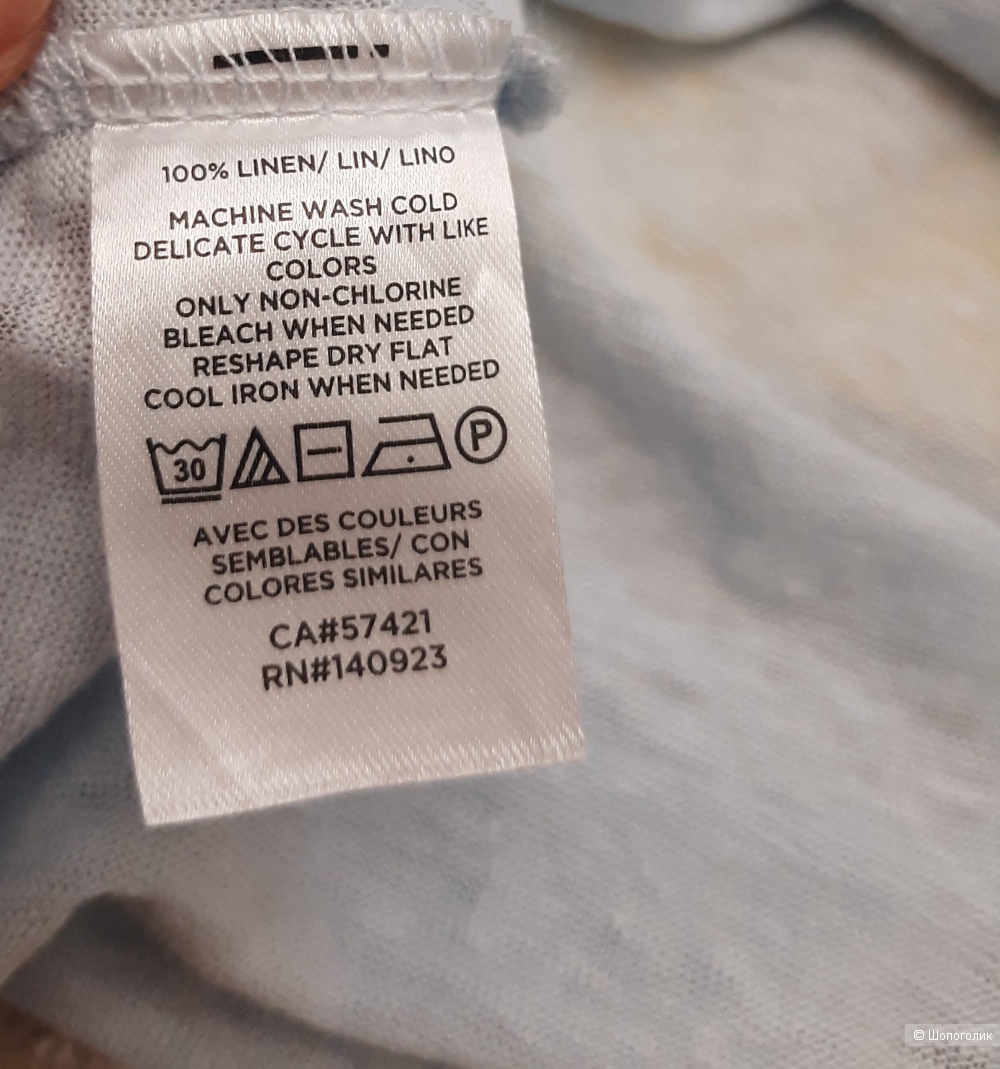 100% LINEN/ LIN/ LINO
MACHINE WASH COLD
DELICATE CYCLE WITH LIKE
COLORS
ONLY NON-CHLORINE
BLEACH WHEN NEEDED
RESHAPE DRY FLAT
COOL IRON WHEN NEEDED
30 P
AVEC DES COULEURS
SEMBLABLES/ CON
COLORES SIMILARES
CA#57421
RN#140923
© Шопоголик